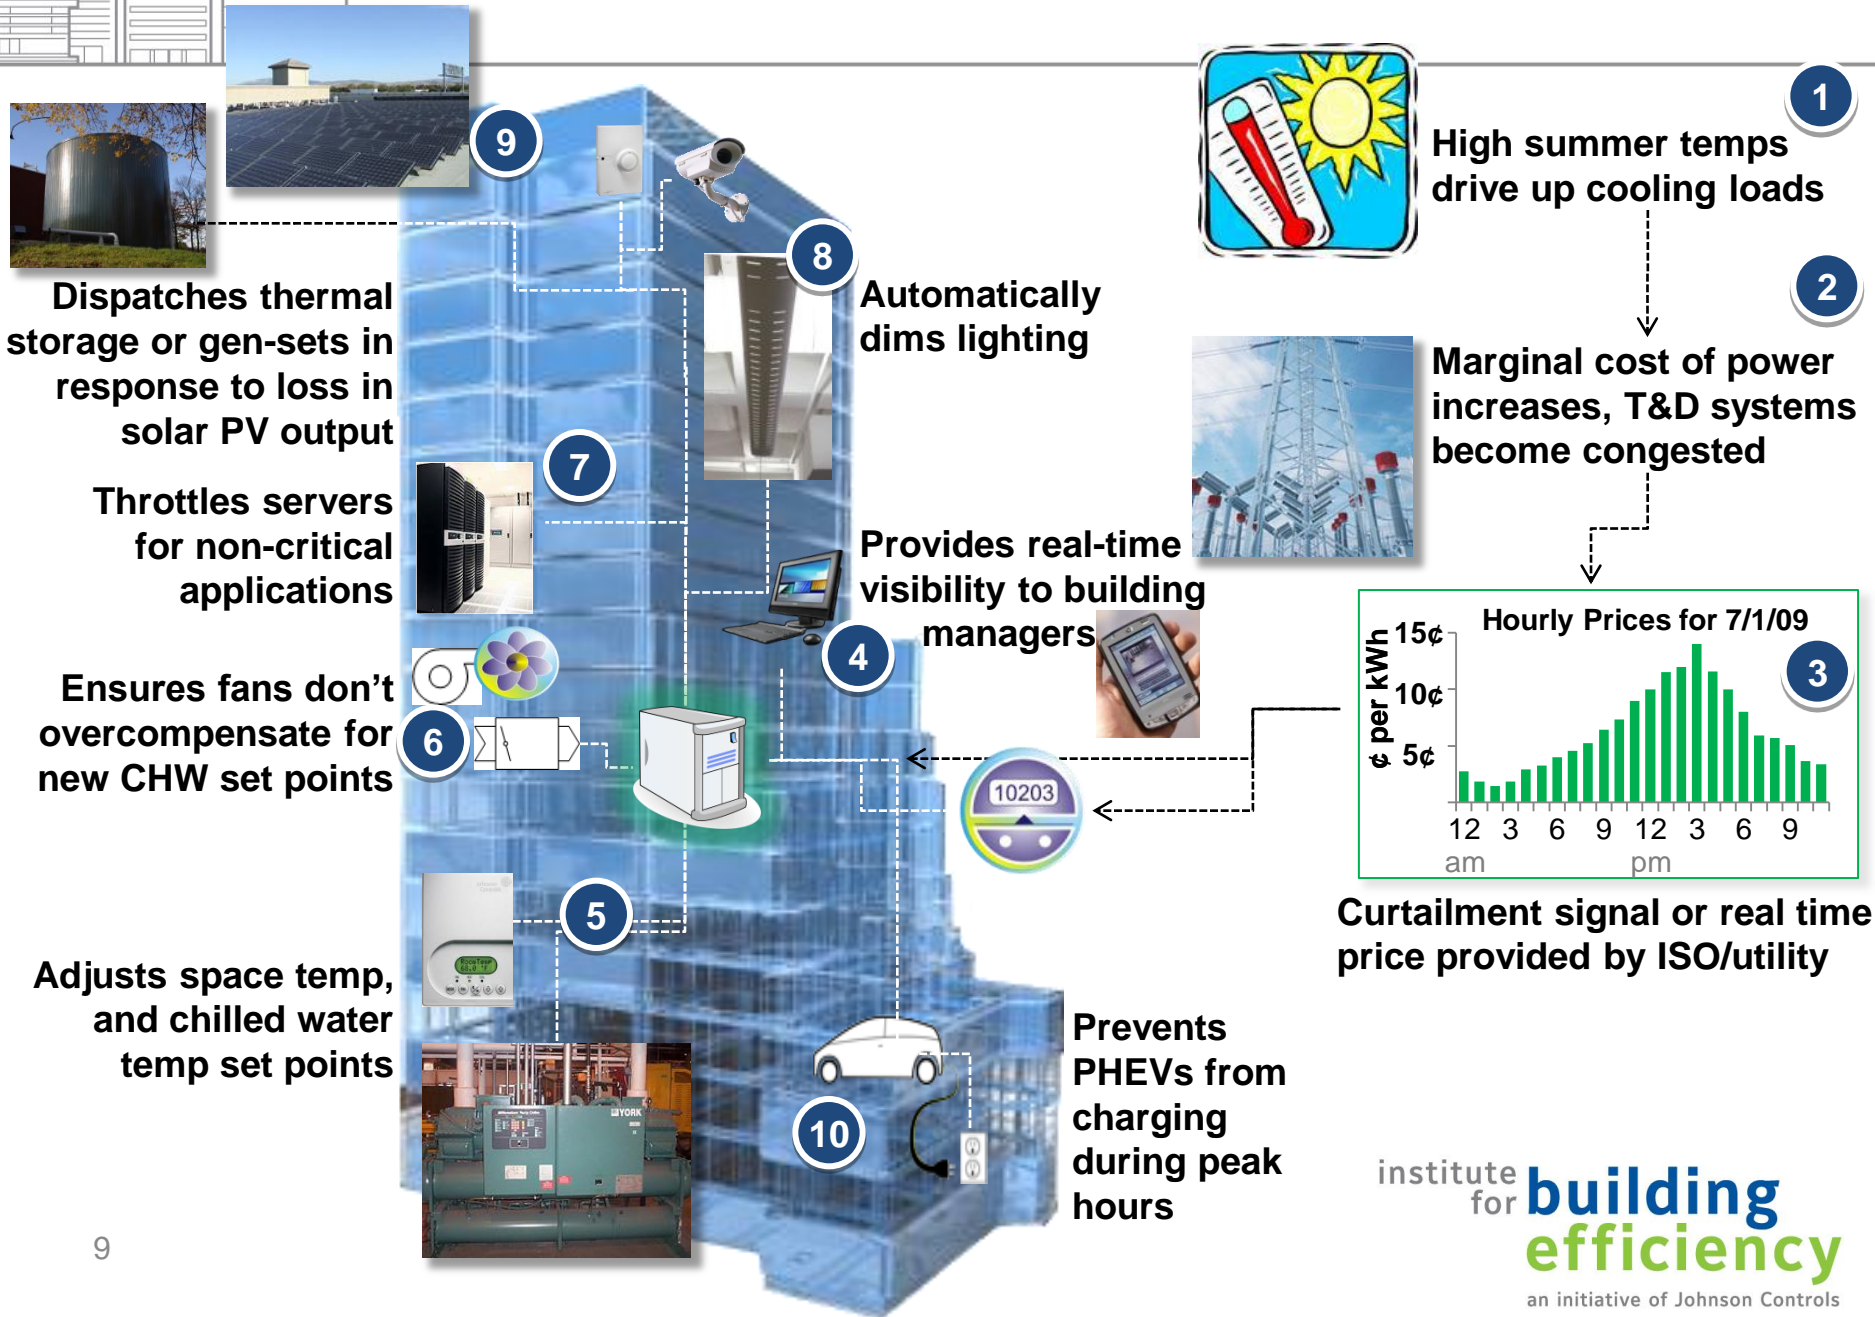 1
High summer temps
drive up cooling loads
2
Marginal cost of power
increases, T&D systems
become congested
3
Hourly Prices for 7/1/09
¢ per kWh
15¢
10¢
5¢
12 3 6 9 12 3 6 9
am pm
Curtailment signal or real time
price provided by ISO/utility
4
Provides real-time
visibility to building
managers
10203
5
Adjusts space temp,
and chilled water
temp set points
YORK
6
Ensures fans don’t
overcompensate for
new CHW set points
7
Throttles servers
for non-critical
applications
8
Automatically
dims lighting
9
Dispatches thermal
storage or gen-sets in
response to loss in
solar PV output
10
Prevents
PHEVs from
charging
during peak
hours
institute
for building
efficiency
an initiative of Johnson Controls
9